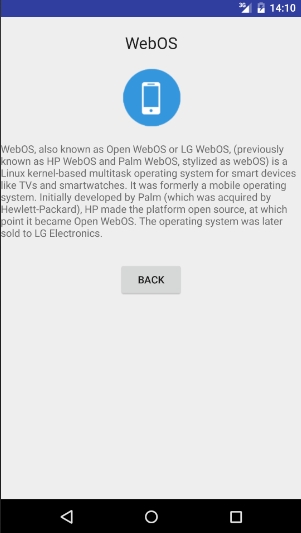 3G 14:10
WebOS
WebOS, also known as Open WebOS or LG WebOS, (previously
known as HP WebOS and Palm WebOS, stylized as webOS) is a
Linux kernel-based multitask operating system for smart devices
like TVs and smartwatches. It was formerly a mobile operating
system. Initially developed by Palm (which was acquired by
Hewlett-Packard), HP made the platform open source, at which
point it became Open WebOS. The operating system was later
sold to LG Electronics.
BACK